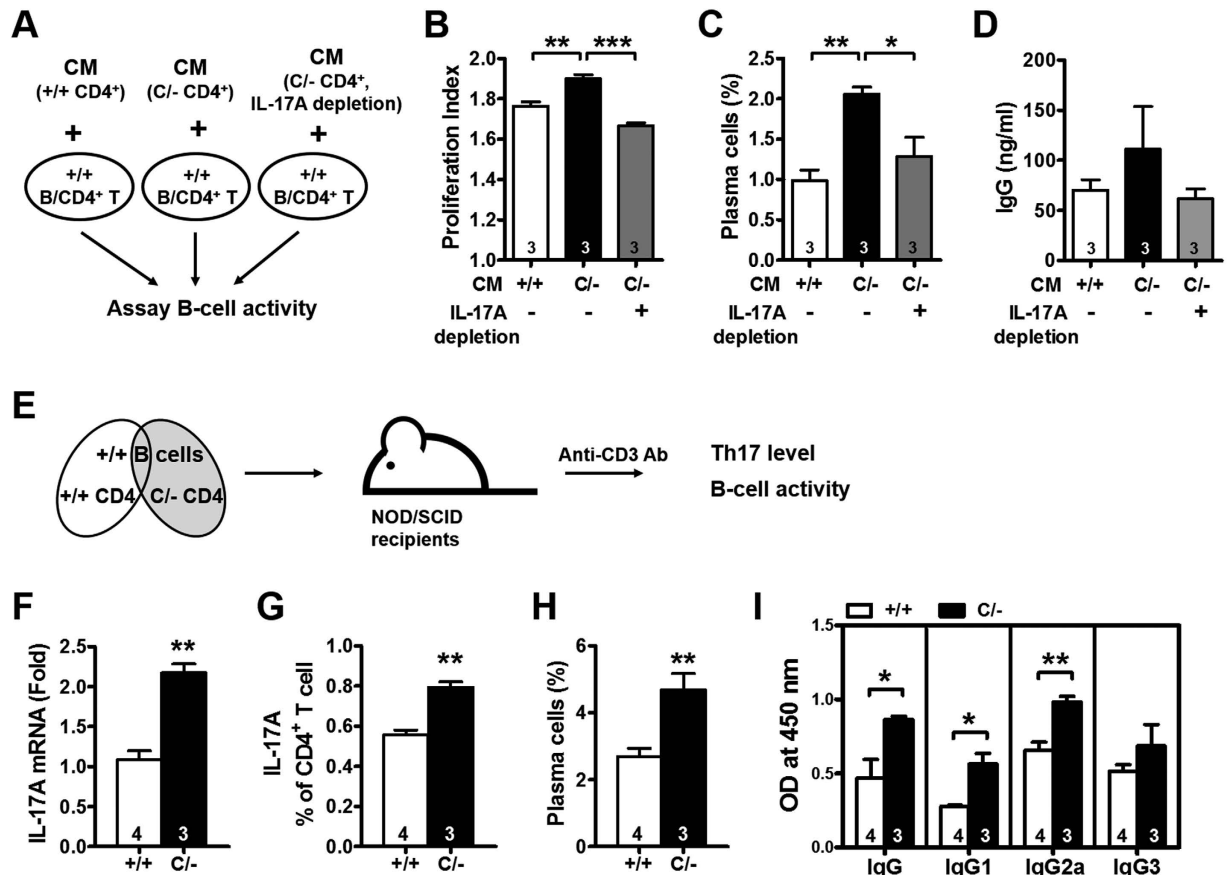 A
CM
(+/+ CD4⁺)
+
CM
(C/- CD4⁺)
+
CM
(C/- CD4⁺,
IL-17A depletion)
+
+/+
B/CD4⁺ T
+/+
B/CD4⁺ T
+/+
B/CD4⁺ T
Assay B-cell activity
B
** ***
Proliferation Index
2.0
1.8
1.6
1.4
1.2
1.0
3 3 3
CM +/+ C/- C/-
IL-17A - - +
depletion
C
** *
Plasma cells (%)
2.5
2.0
1.5
1.0
0.5
0.0
3 3 3
CM +/+ C/- C/-
IL-17A - - +
depletion
D
IgG (ng/ml)
200
150
100
50
0
3 3 3
CM +/+ C/- C/-
IL-17A - - +
depletion
E
+/+ B cells
+/+ CD4 C/- CD4
NOD/SCID
recipients
Anti-CD3 Ab
Th17 level
B-cell activity
F
IL-17A mRNA (Fold)
2.5
2.0
1.5
1.0
0.5
0.0
**
4 3
+/+ C/-
G
IL-17A
% of CD4⁺ T cell
1.0
0.8
0.6
0.4
0.2
0.0
**
4 3
+/+ C/-
H
Plasma cells (%)
6
4
2
0
**
4 3
+/+ C/-
I
+/+ C/-
OD at 450 nm
1.5
1.0
0.5
0.0
* * **
4 3 4 3 4 3 4 3
IgG IgG1 IgG2a IgG3